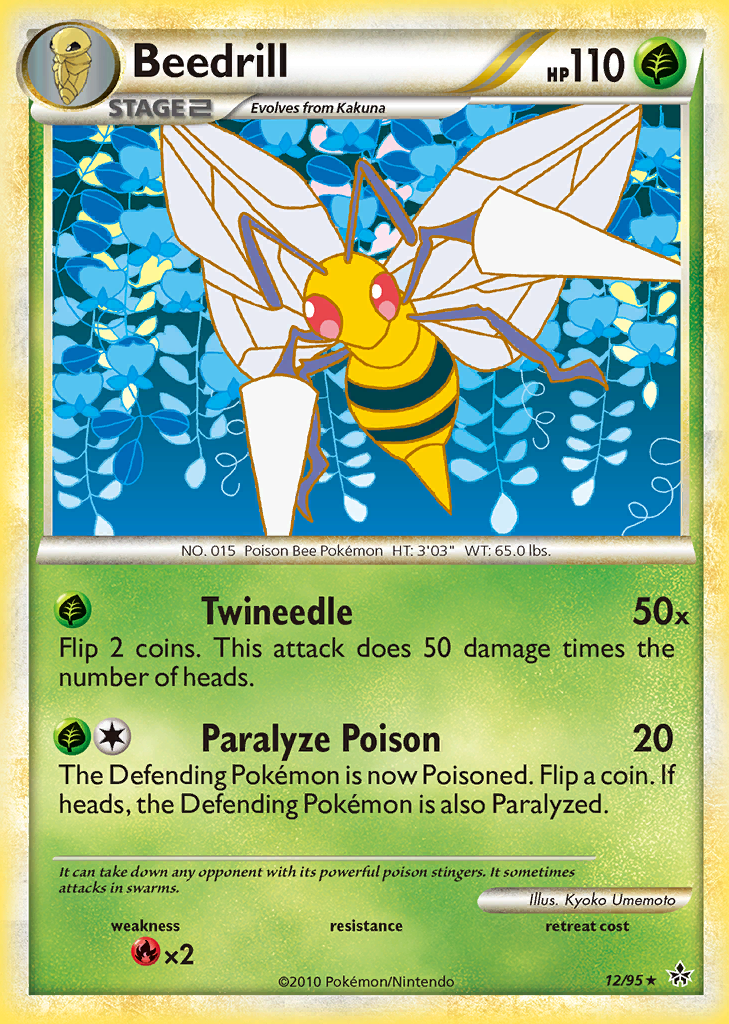 Beedrill
HP110
STAGE 2
Evolves from Kakuna
NO. 015 Poison Bee Pokémon HT: 3'03" WT: 65.0 lbs.
Twineedle 50x
Flip 2 coins. This attack does 50 damage times the
number of heads.
Paralyze Poison 20
The Defending Pokémon is now Poisoned. Flip a coin. If
heads, the Defending Pokémon is also Paralyzed.
It can take down any opponent with its powerful poison stingers. It sometimes
attacks in swarms.
Illus. Kyoko Umemoto
weakness resistance retreat cost
×2
©2010 Pokémon/Nintendo 12/95 ★